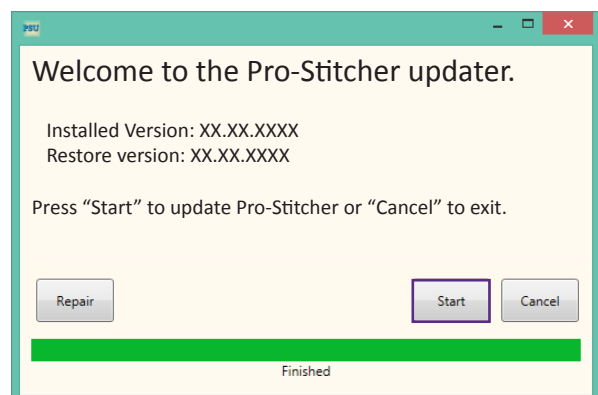 PSU
Welcome to the Pro-Stitcher updater.
Installed Version: XX.XX.XXXX
Restore version: XX.XX.XXXX
Press “Start” to update Pro-Stitcher or “Cancel” to exit.
Repair Start Cancel
Finished